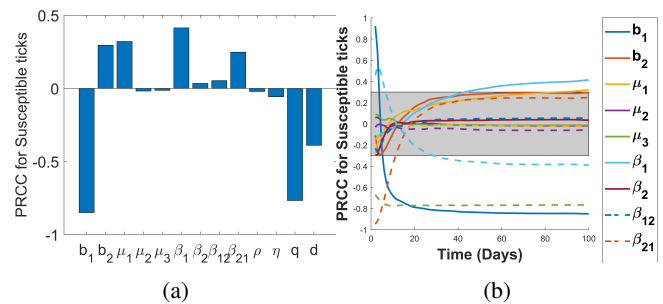 PRCC for Susceptible ticks
0.5
0
-0.5
-1
b₁ b₂ μ₁ μ₂ μ₃ β₁ β₂ β₁₂ β₂₁ ρ η q d
(a)
PRCC for Susceptible ticks
1
0.8
0.6
0.4
0.2
0
-0.2
-0.4
-0.6
-0.8
-1
0 20 40 60 80 100
Time (Days)
(b)
b₁
b₂
μ₁
μ₂
μ₃
β₁
β₂
β₁₂
β₂₁